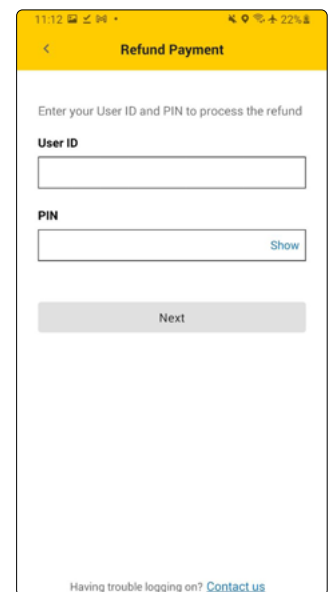 11:12
22%
Refund Payment
Enter your User ID and PIN to process the refund
User ID
PIN
Show
Next
Having trouble logging on? Contact us